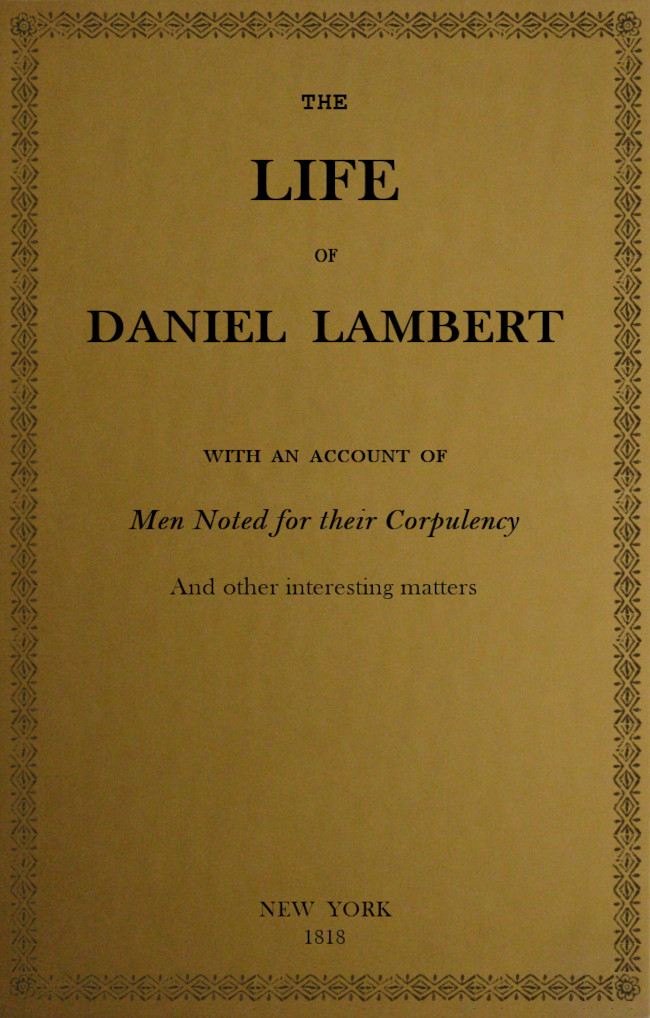 THE
LIFE
OF
DANIEL LAMBERT
WITH AN ACCOUNT OF
Men Noted for their Corpulency
And other interesting matters
NEW YORK
1818